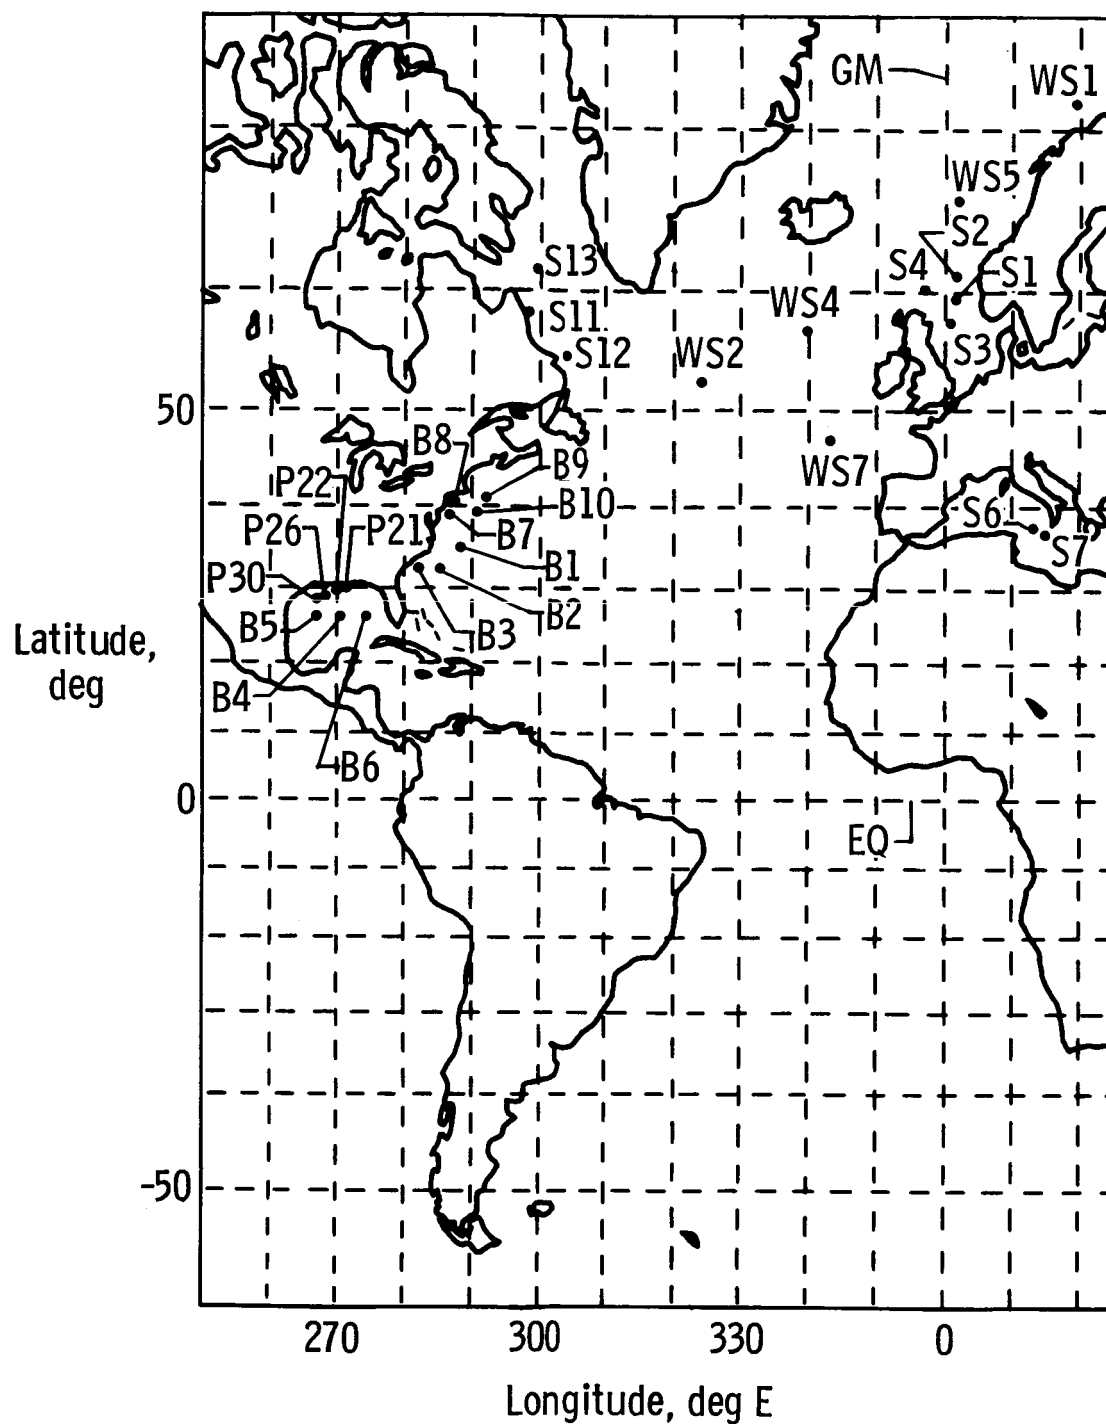 GM
WS1
WS5
S2
S13
S4
S1
WS4
S11
S12
WS2
S3
50
B8
B9
WS7
P22
B10
S6
P26
P21
B7
S7
B1
P30
B5
B3
B2
Latitude,
deg
B4
B6
0
EQ
-50
270 300 330 0
Longitude, deg E